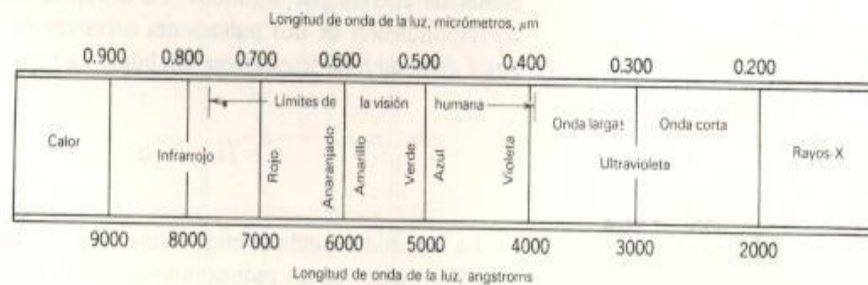 Longitud de onda de la luz, micrómetros, μm
0.900 0.800 0.700 0.600 0.500 0.400 0.300 0.200
Límites de la visión humana
Onda larga Onda corta
Calor Infrarrojo Rojo Anaranjado Amarillo Verde Azul Violeta Ultravioleta Rayos-X
9000 8000 7000 6000 5000 4000 3000 2000
Longitud de onda de la luz, angstroms